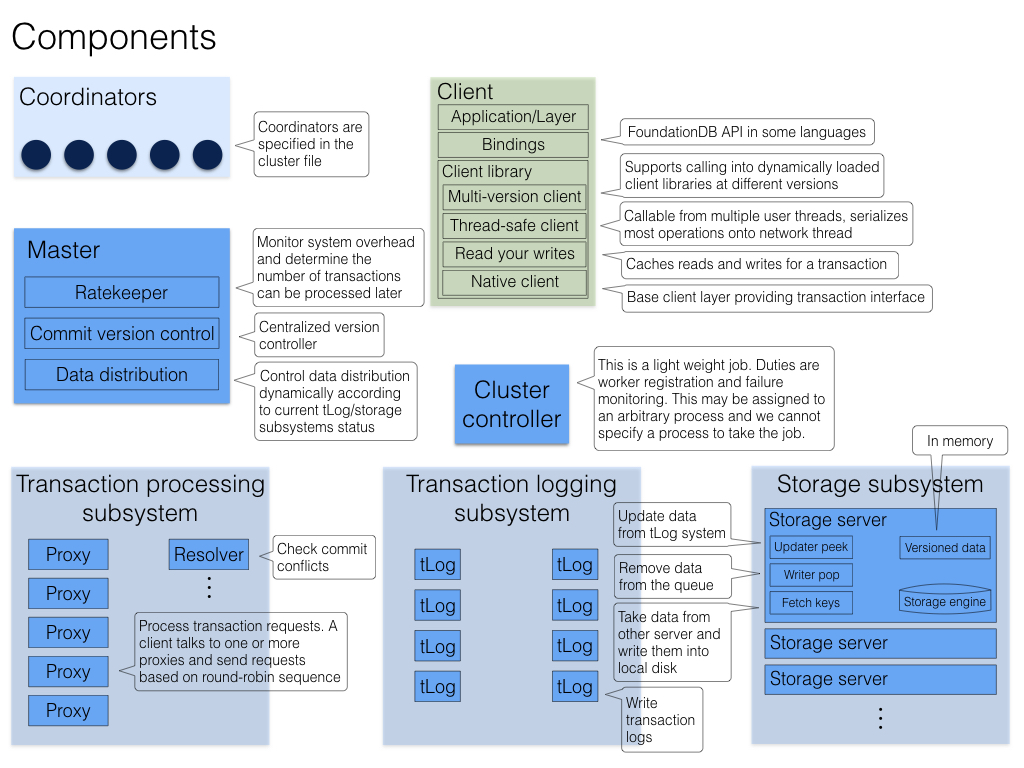 Components
Coordinators
Coordinators are
specified in the
cluster file
Client
Application/Layer
Bindings
Client library
Multi-version client
Thread-safe client
Read your writes
Native client
FoundationDB API in some languages
Supports calling into dynamically loaded
client libraries at different versions
Callable from multiple user threads, serializes
most operations onto network thread
Caches reads and writes for a transaction
Base client layer providing transaction interface
Master
Ratekeeper
Commit version control
Data distribution
Monitor system overhead
and determine the
number of transactions
can be processed later
Centralized version
controller
Control data distribution
dynamically according
to current tLog/storage
subsystems status
Cluster
controller
This is a light weight job. Duties are
worker registration and failure
monitoring. This may be assigned to
an arbitrary process and we cannot
specify a process to take the job.
Transaction processing
subsystem
Proxy
Proxy
Proxy
Proxy
Proxy
Resolver
Check commit
conflicts
Process transaction requests. A
client talks to one or more
proxies and send requests
based on round-robin sequence
Transaction logging
subsystem
tLog
tLog
tLog
tLog
tLog
tLog
tLog
tLog
Update data
from tLog system
Remove data
from the queue
Take data from
other server and
write them into
local disk
Write
transaction
logs
In memory
Storage subsystem
Storage server
Updater peek
Writer pop
Fetch keys
Versioned data
Storage engine
Storage server
Storage server